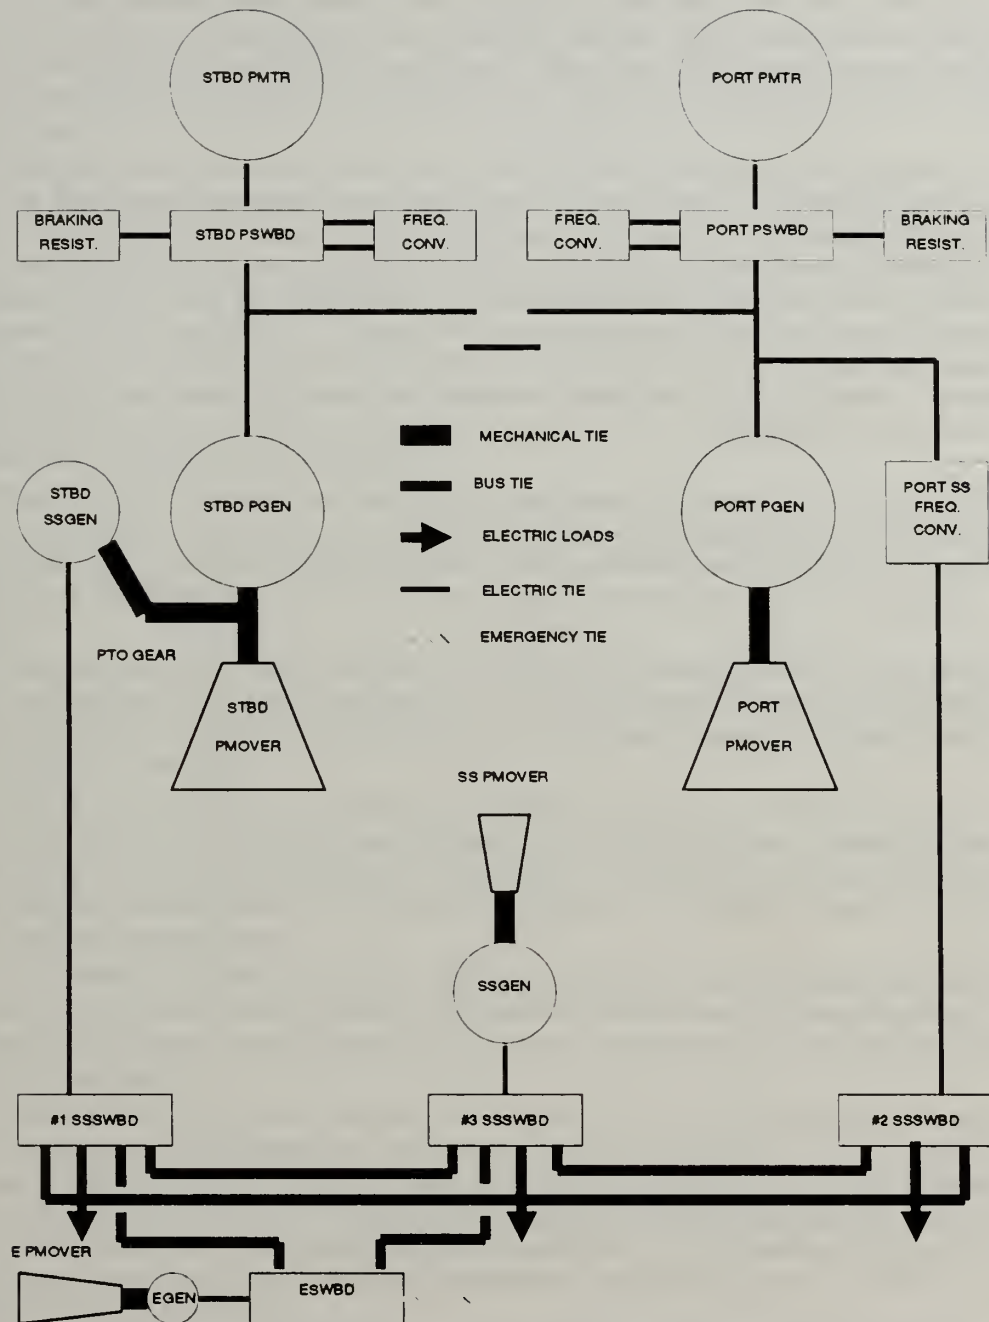 STBD PMTR
PORT PMTR
BRAKING
RESIST.
STBD PSWBD
FREQ.
CONV.
FREQ.
CONV.
PORT PSWBD
BRAKING
RESIST.
MECHANICAL TIE
BUS TIE
ELECTRIC LOADS
ELECTRIC TIE
EMERGENCY TIE
STBD
SSGEN
STBD PGEN
PORT PGEN
PORT SS
FREQ.
CONV.
PTO GEAR
STBD
PMOVER
PORT
PMOVER
SS PMOVER
SSGEN
#1 SSSWBD
#3 SSSWBD
#2 SSSWBD
E PMOVER
EGEN
ESWBD